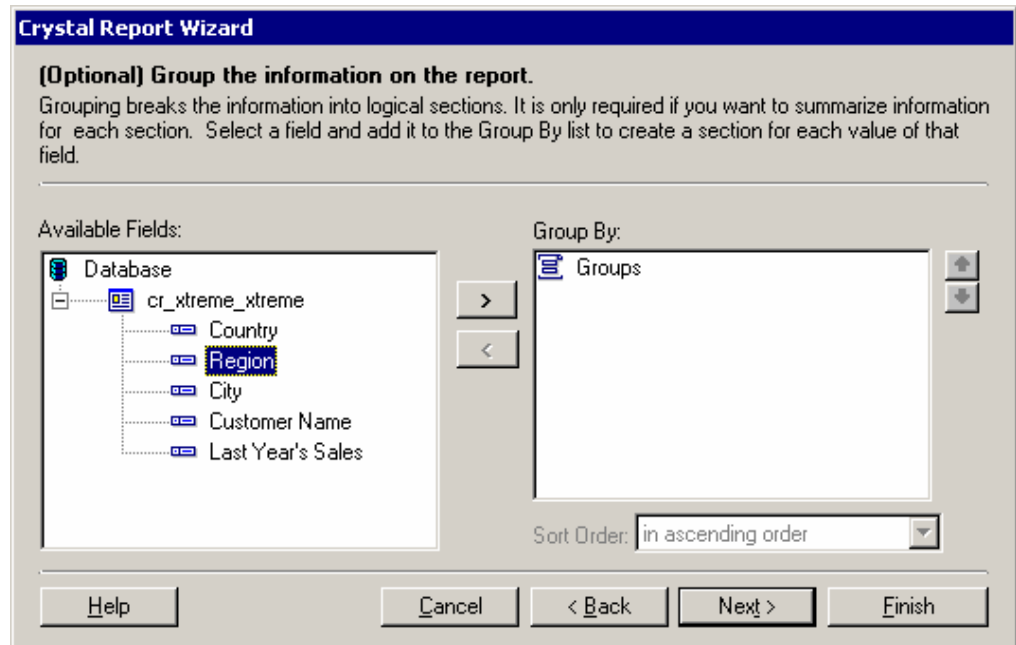 Crystal Report Wizard
(Optional) Group the information on the report.
Grouping breaks the information into logical sections. It is only required if you want to summarize information
for each section. Select a field and add it to the Group By list to create a section for each value of that
field.
Available Fields:
Database
cr_xtreme_xtreme
Country
Region
City
Customer Name
Last Year's Sales
>
<
Group By:
Groups
Sort Order: in ascending order
Help
Cancel
< Back
Next >
Finish